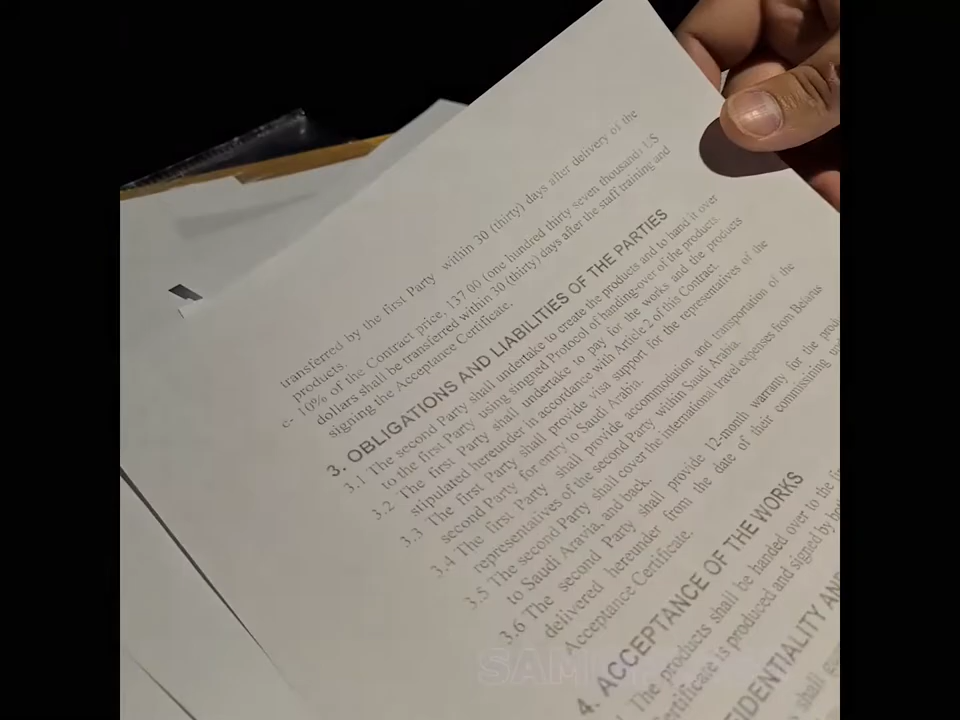 transferred by the first Party within 30 (thirty) days after delivery of the
products.
c- 10% of the Contract price, 137.00 (one hundred thirty seven thousand) US
dollars shall be transferred within 30 (thirty) days after the staff training and
signing the Acceptance Certificate.
3. OBLIGATIONS AND LIABILITIES OF THE PARTIES
3.1 The second Party shall undertake to create the products and to hand it over
to the first Party using singned Protocol of handing-over of the products.
3.2 The first Party shall undertake to pay for the works and the products
stipulated hereunder in accordance with Article 2 of this Contract.
3.3 The first Party shall provide visa support for the representatives of the
second Party for entry to Saudi Arabia.
3.4 The first Party shall provide accommodation and transportation of the
representatives of the second Party within Saudi Arabia.
3.5 The second Party shall cover the international travel expenses from Belarus
to Saudi Aravia, and back.
3.6 The second Party shall provide 12-month warranty for the
delivered hereunder from the date of their commissioning
Acceptance Certificate.
4. ACCEPTANCE OF THE WORKS
The products shall be handed over to the
Certificate is produced and signed by
shall